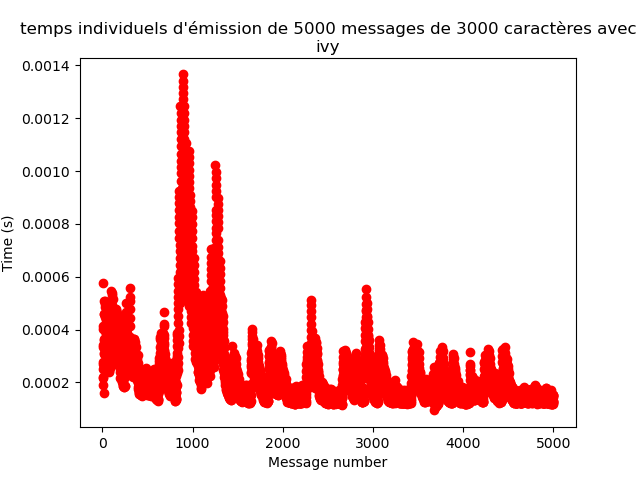 temps individuels d'émission de 5000 messages de 3000 caractères avec
ivy
0.0014
0.0012
0.0010
0.0008
0.0006
0.0004
0.0002
Time (s)
0 1000 2000 3000 4000 5000
Message number